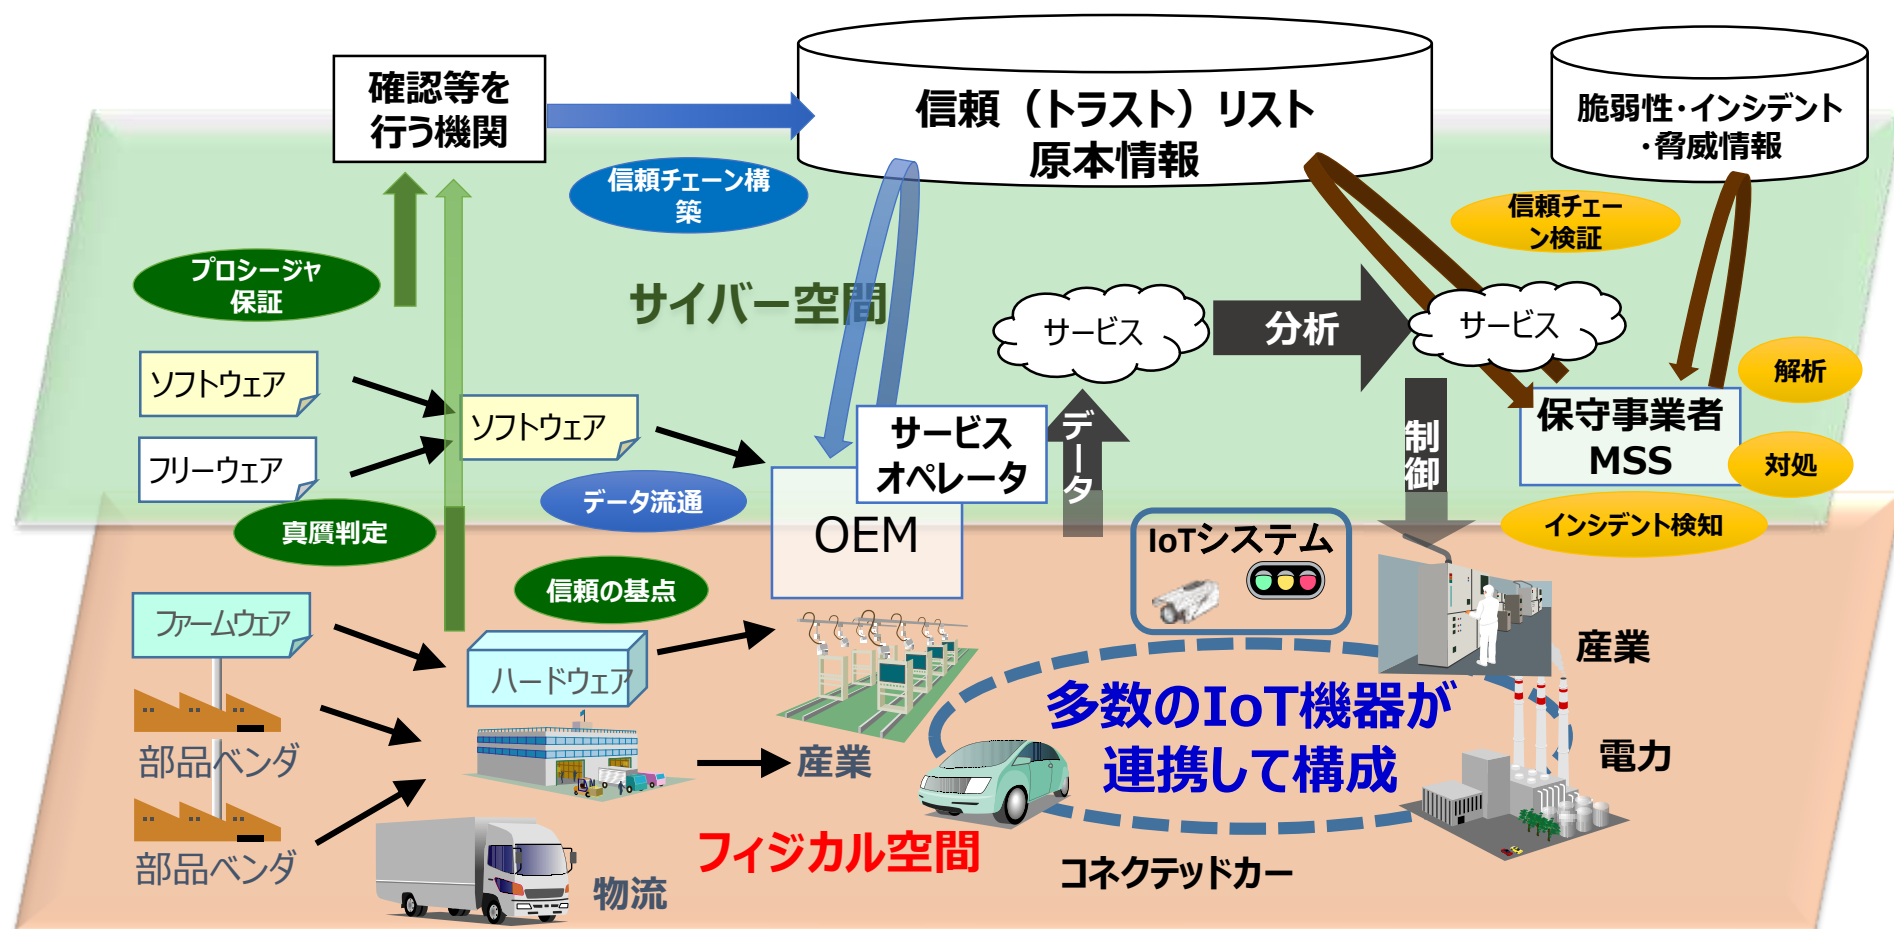 確認等を
行う機関
信頼（トラスト）リスト
原本情報
脆弱性・インシデント
・脅威情報
信頼チェーン構
築
信頼チェー
ン検証
プロシージャ
保証
サイバー空間
サービス
分析
サービス
ソフトウェア
フリーウェア
ソフトウェア
サービス
オペレータ
データ
制御
解析
保守事業者
MSS
対処
真贋判定
データ流通
OEM
インシデント検知
IoTシステム
信頼の基点
ファームウェア
ハードウェア
産業
多数のIoT機器が
連携して構成
部品ベンダ
産業
電力
部品ベンダ
フィジカル空間
コネクテッドカー
物流